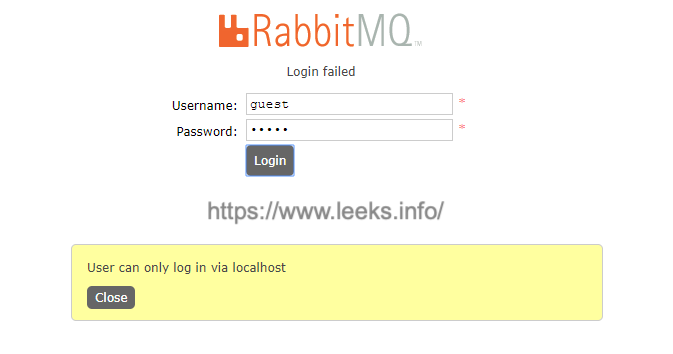 RabbitMQ™
Login failed
Username: guest *
Password: ••••• *
Login
https://www.leeks.info/
User can only log in via localhost
Close